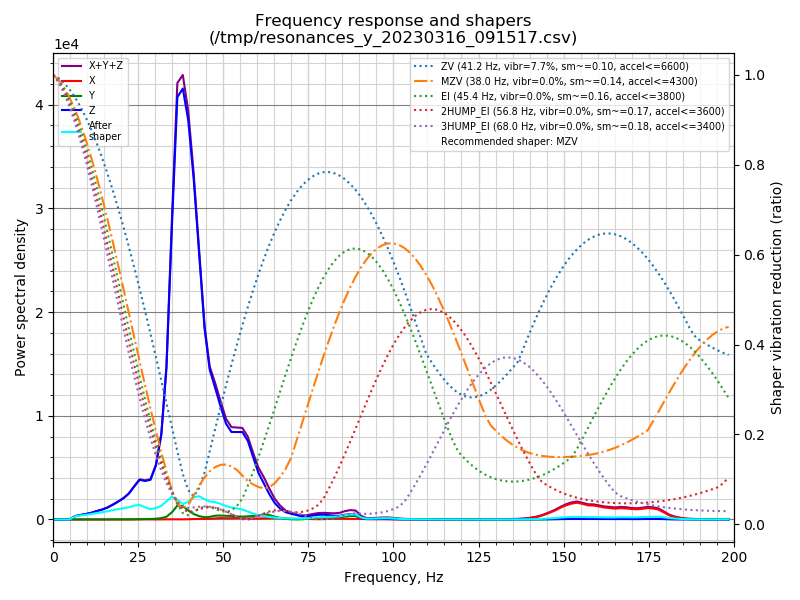 Frequency response and shapers
(/tmp/resonances_y_20230316_091517.csv)
1e4
X+Y+Z
X
Y
Z
After
shaper
ZV (41.2 Hz, vibr=7.7%, sm~=0.10, accel<=6600)
MZV (38.0 Hz, vibr=0.0%, sm~=0.14, accel<=4300)
EI (45.4 Hz, vibr=0.0%, sm~=0.16, accel<=3800)
2HUMP_EI (56.8 Hz, vibr=0.0%, sm~=0.17, accel<=3600)
3HUMP_EI (68.0 Hz, vibr=0.0%, sm~=0.18, accel<=3400)
Recommended shaper: MZV
Power spectral density
4
3
2
1
0
1.0
0.8
0.6
0.4
0.2
0.0
Shaper vibration reduction (ratio)
0 25 50 75 100 125 150 175 200
Frequency, Hz